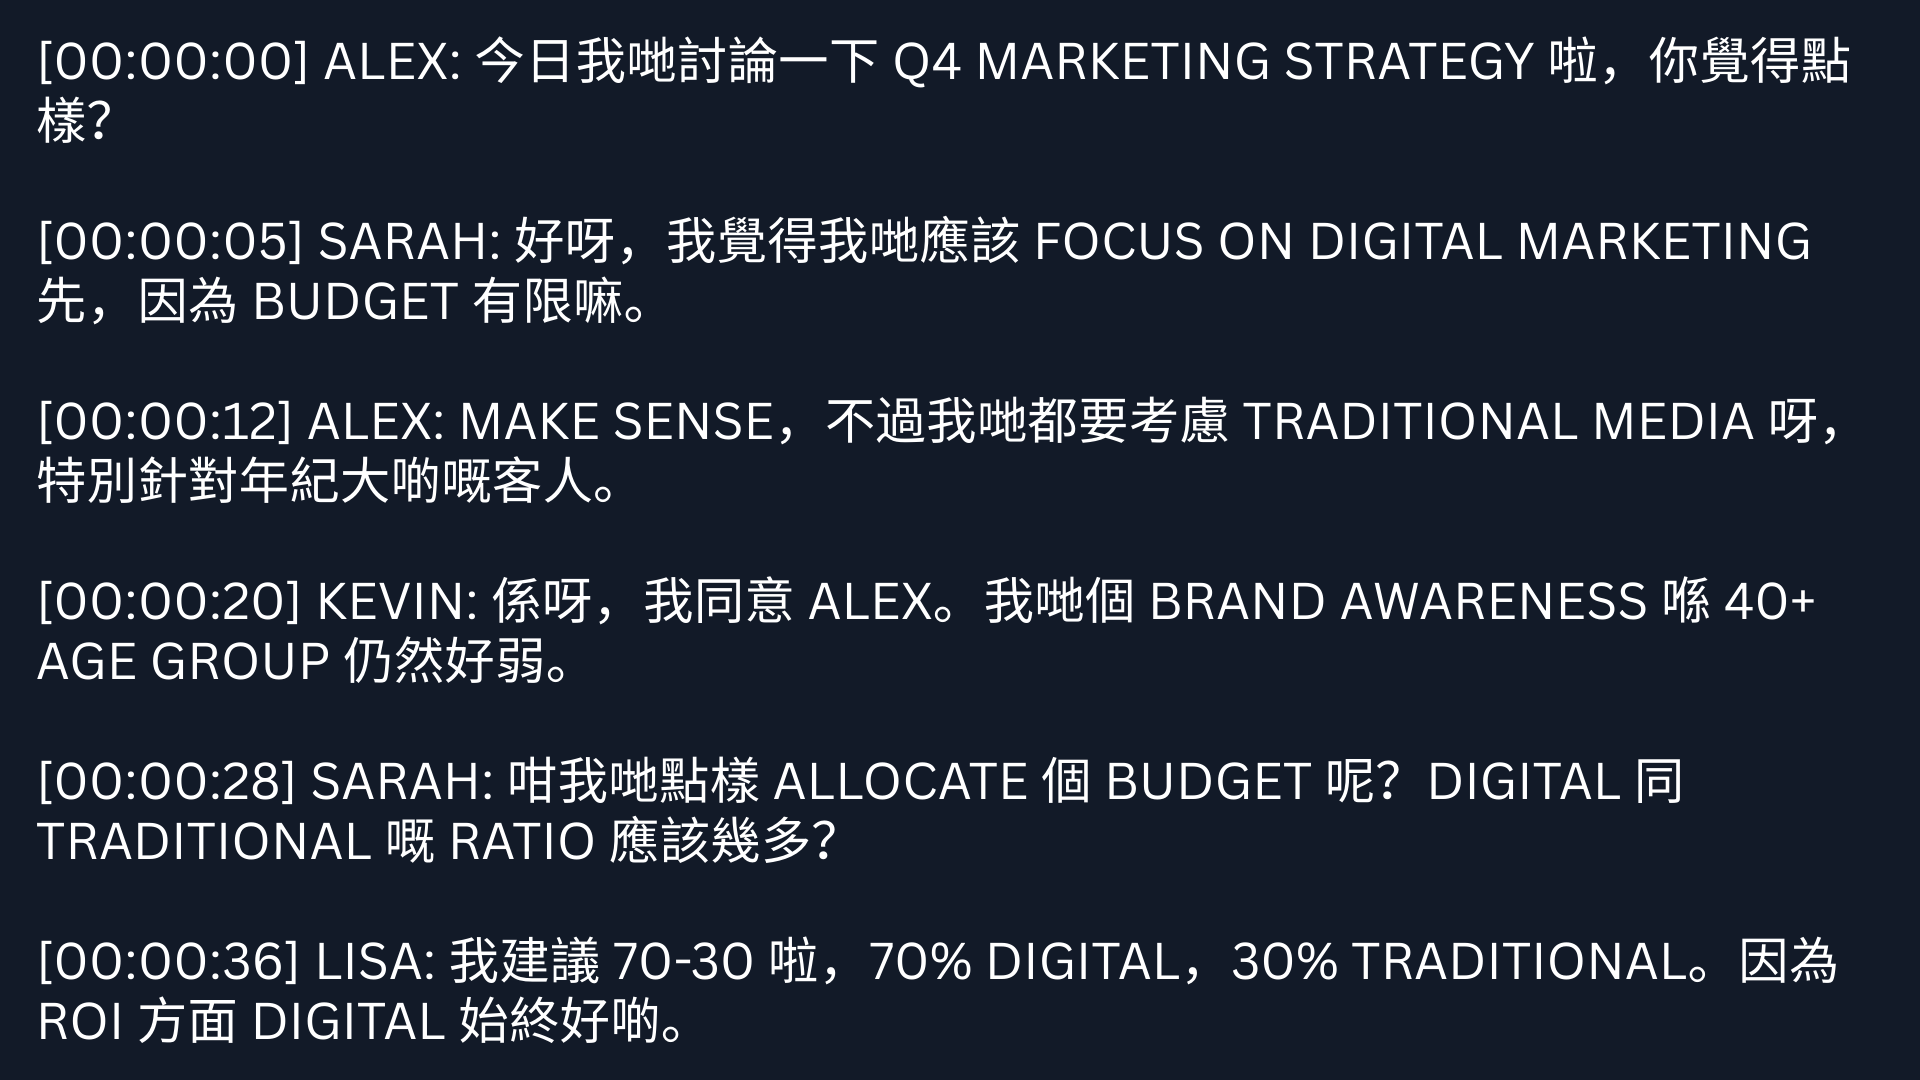 [00:00:00] ALEX: 今日我哋討論一下 Q4 MARKETING STRATEGY 啦，你覺得點
樣？
[00:00:05] SARAH: 好呀，我覺得我哋應該 FOCUS ON DIGITAL MARKETING
先，因為 BUDGET 有限嘛。
[00:00:12] ALEX: MAKE SENSE，不過我哋都要考慮 TRADITIONAL MEDIA 呀，
特別針對年紀大啲嘅客人。
[00:00:20] KEVIN: 係呀，我同意 ALEX。我哋個 BRAND AWARENESS 喺 40+
AGE GROUP 仍然好弱。
[00:00:28] SARAH: 咁我哋點樣 ALLOCATE 個 BUDGET 呢？DIGITAL 同
TRADITIONAL 嘅 RATIO 應該幾多？
[00:00:36] LISA: 我建議 70-30 啦，70% DIGITAL，30% TRADITIONAL。因為
ROI 方面 DIGITAL 始終好啲。